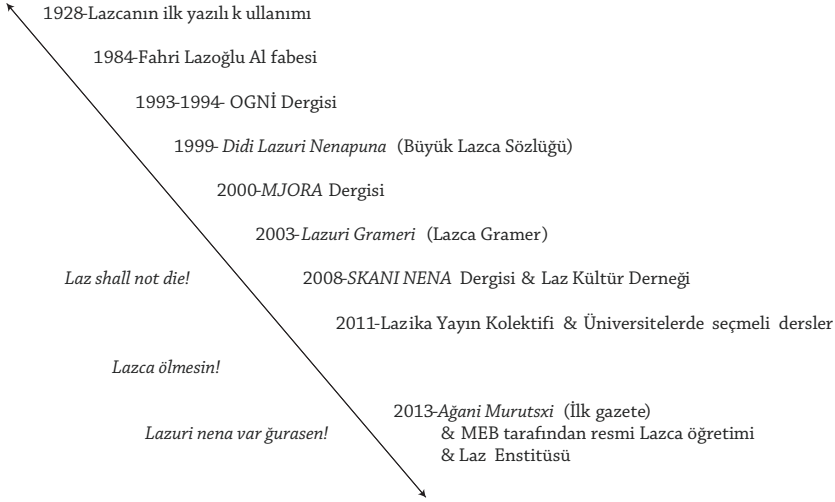 1928-Lazcanın ilk yazılı kullanımı
1984-Fahri Lazoğlu Alfabesi
1993-1994- OGNİ Dergisi
1999- Didi Lazuri Nenapuna (Büyük Lazca Sözlüğü)
2000-MJORA Dergisi
2003-Lazuri Grameri (Lazca Gramer)
Laz shall not die!
2008-SKANI NENA Dergisi & Laz Kültür Derneği
2011-Lazika Yayın Kolektifi & Üniversitelerde seçmeli dersler
Lazca ölmesin!
2013-Ağani Murutsxi (İlk gazete)
Lazuri nena var ğurasen!
& MEB tarafından resmi Lazca öğretimi
& Laz Enstitüsü